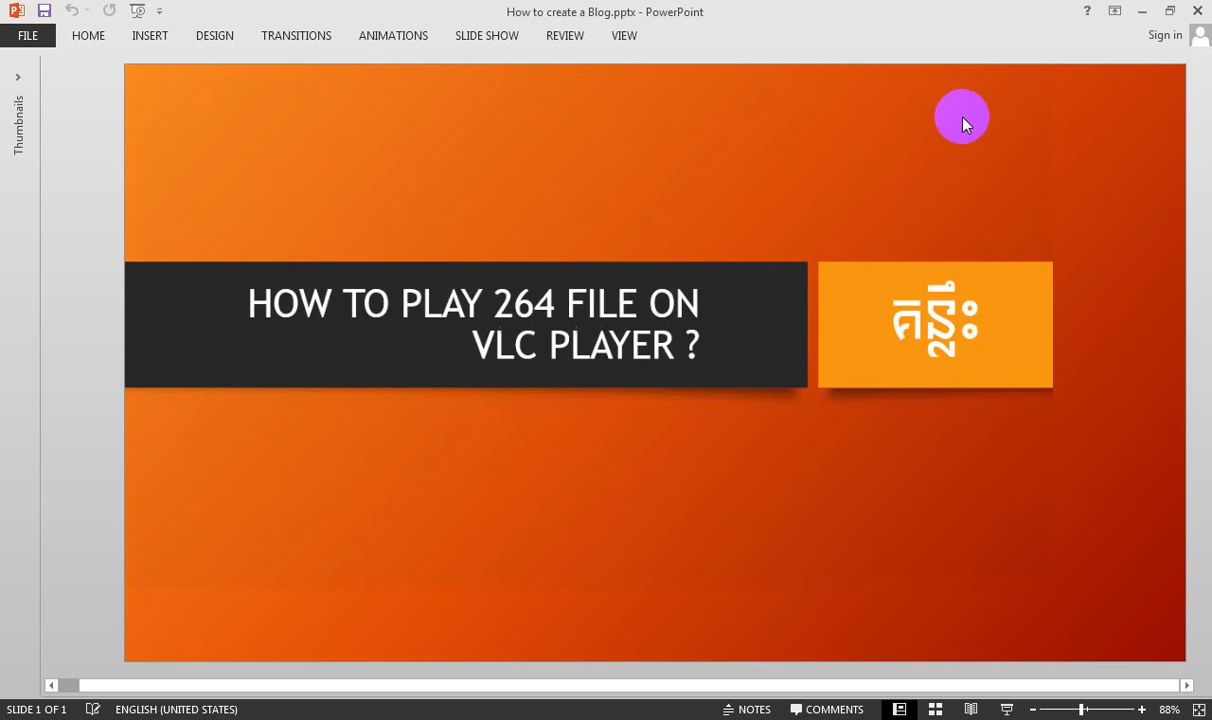 How to create a Blog.pptx - PowerPoint
?
FILE HOME INSERT DESIGN TRANSITIONS ANIMATIONS SLIDE SHOW REVIEW VIEW Sign in
Thumbnails
HOW TO PLAY 264 FILE ON
VLC PLAYER ?
គន្លឹះ
SLIDE 1 OF 1 ENGLISH (UNITED STATES) NOTES COMMENTS 88%